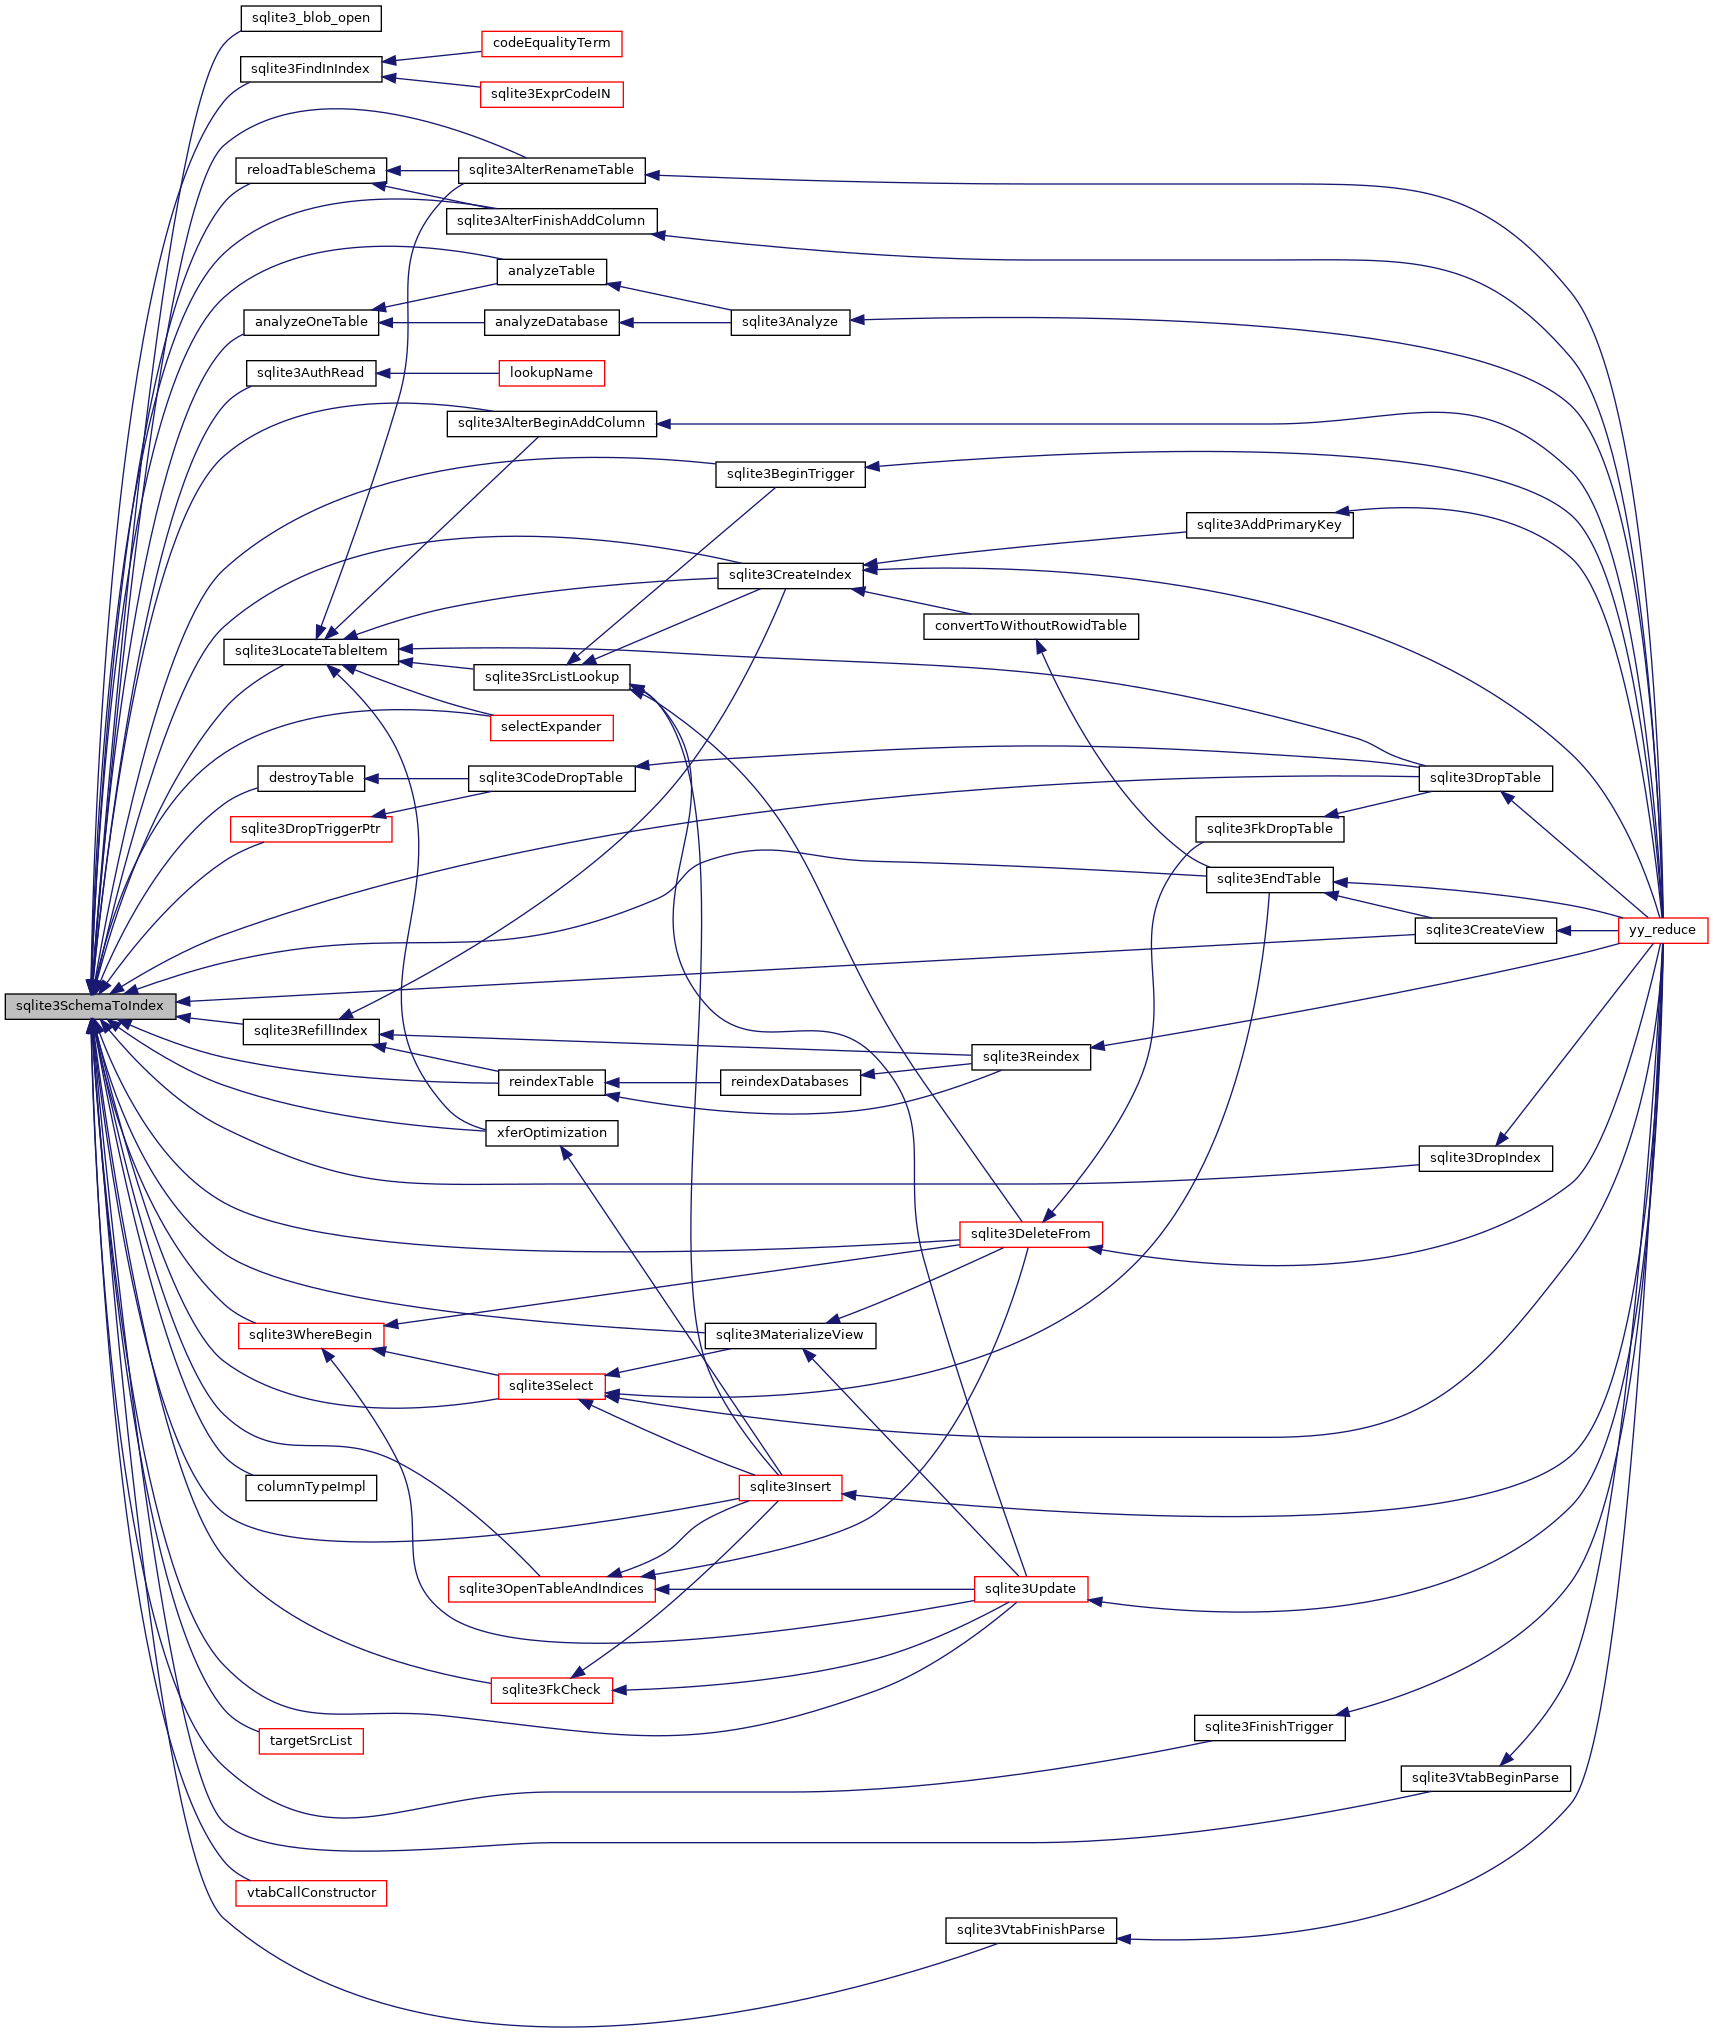 sqlite3_blob_open
codeEqualityTerm
sqlite3FindInIndex
sqlite3ExprCodeIN
reloadTableSchema
sqlite3AlterRenameTable
sqlite3AlterFinishAddColumn
analyzeTable
analyzeOneTable
analyzeDatabase
sqlite3Analyze
sqlite3AuthRead
lookupName
sqlite3AlterBeginAddColumn
sqlite3BeginTrigger
sqlite3AddPrimaryKey
sqlite3CreateIndex
convertToWithoutRowidTable
sqlite3LocateTableItem
sqlite3SrcListLookup
selectExpander
destroyTable
sqlite3CodeDropTable
sqlite3DropTable
sqlite3DropTriggerPtr
sqlite3FkDropTable
sqlite3EndTable
sqlite3CreateView
yy_reduce
sqlite3SchemaToIndex
sqlite3RefillIndex
sqlite3Reindex
reindexTable
reindexDatabases
xferOptimization
sqlite3DropIndex
sqlite3DeleteFrom
sqlite3WhereBegin
sqlite3MaterializeView
sqlite3Select
columnTypeImpl
sqlite3Insert
sqlite3OpenTableAndIndices
sqlite3Update
sqlite3FkCheck
sqlite3FinishTrigger
targetSrcList
sqlite3VtabBeginParse
vtabCallConstructor
sqlite3VtabFinishParse